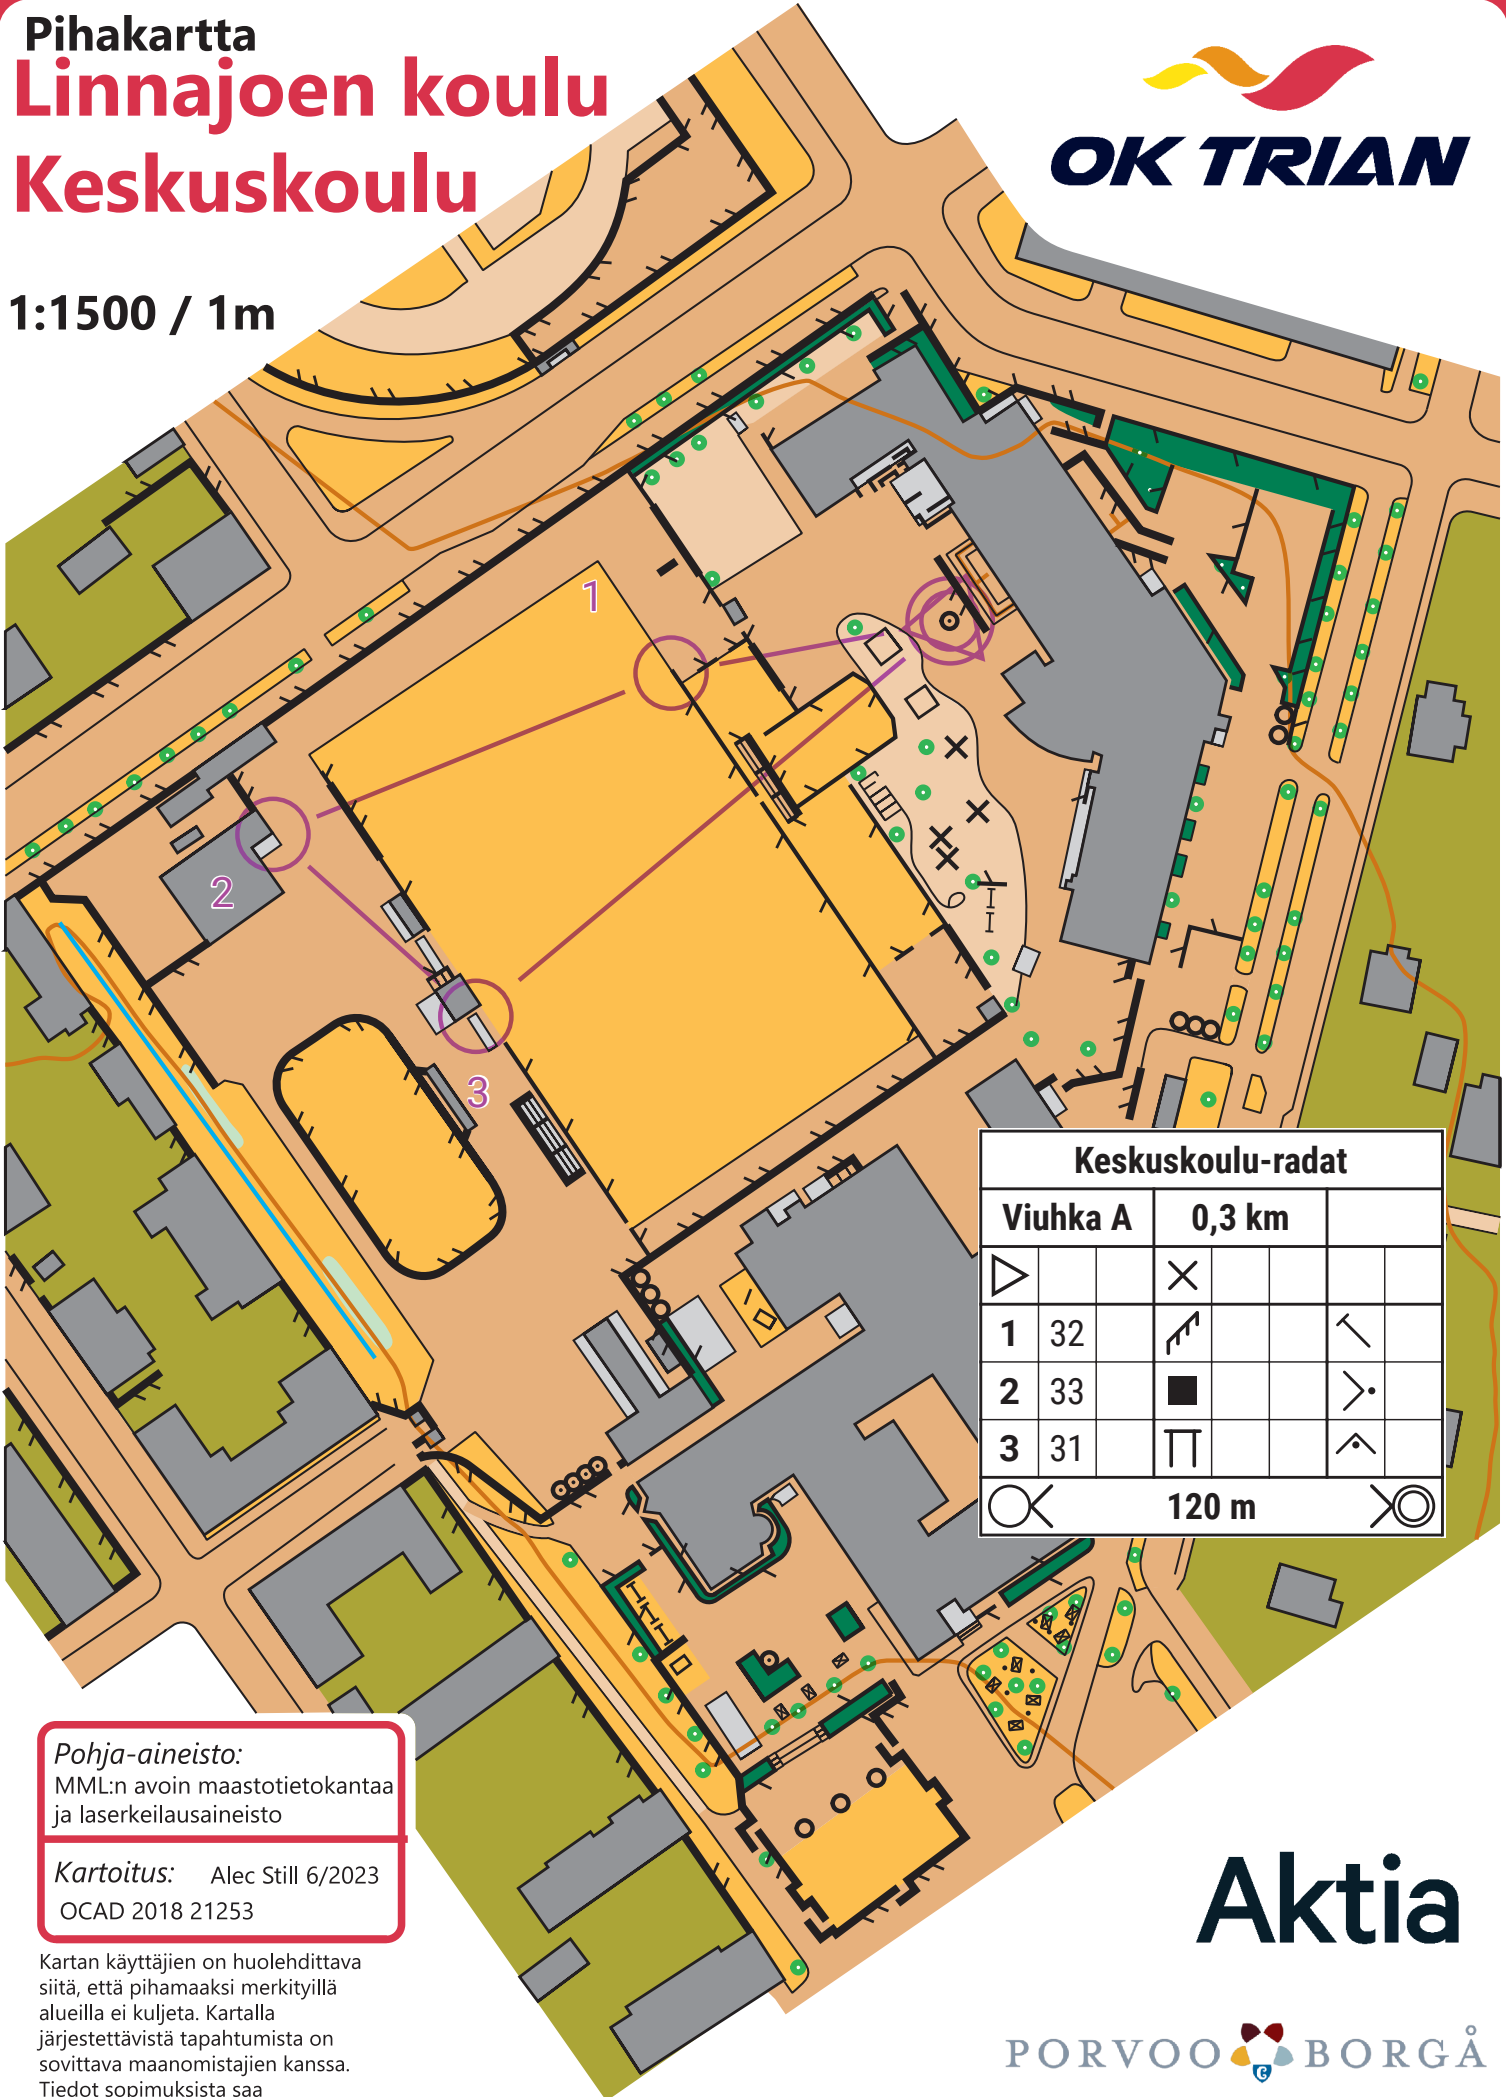 Pihakartta
Linnajoen koulu
Keskuskoulu
1:1500 / 1m
OK TRIAN
1
2
3
Keskuskoulu-radat
Viuhka A 0,3 km
1 32
2 33
3 31
120 m
Pohja-aineisto:
MML:n avoin maastotietokantaa
ja laserkeilausaineisto
Kartoitus: Alec Still 6/2023
OCAD 2018 21253
Kartan käyttäjien on huolehdittava
siitä, että pihamaaksi merkityillä
alueilla ei kuljeta. Kartalla
järjestettävistä tapahtumista on
sovittava maanomistajien kanssa.
Tiedot sopimuksista saa
Aktia
PORVOO BORGÅ